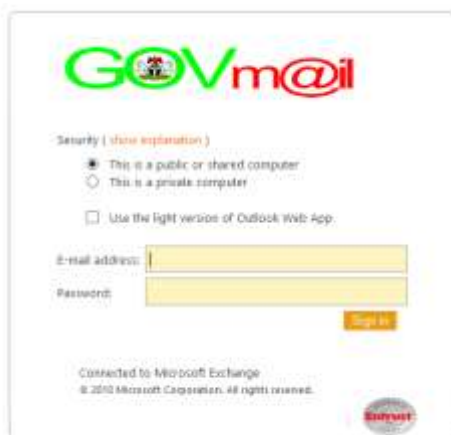 GOVm@il
Security ( show explanation )
This is a public or shared computer
This is a private computer
Use the light version of Outlook Web App
E-mail address:
Password:
Sign in
Connected to Microsoft Exchange
© 2010 Microsoft Corporation. All rights reserved.
Entrust